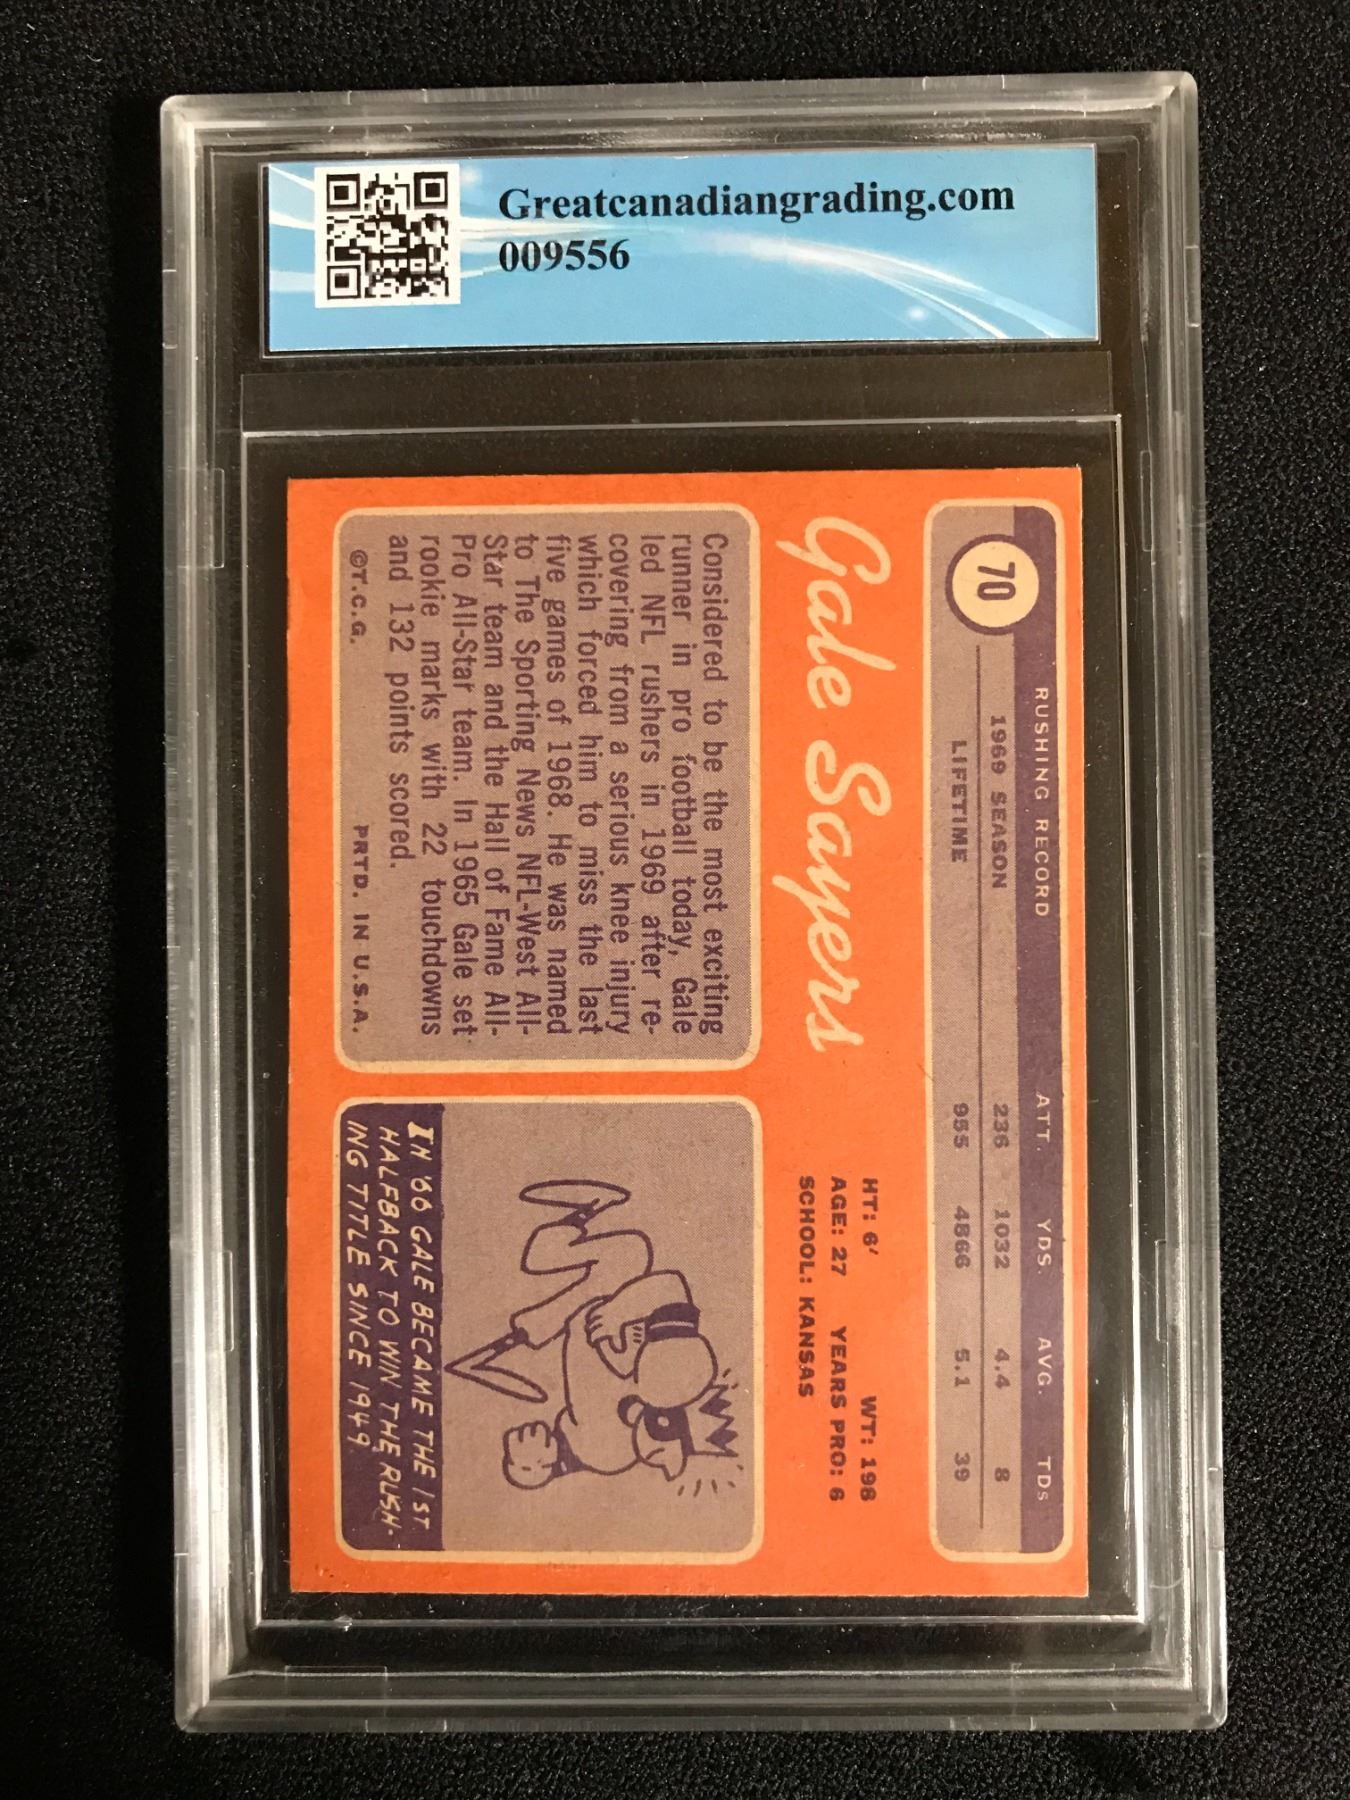 Greatcanadiangrading.com
009556
70
RUSHING RECORD ATT. YDS. AVG. TDs
1969 SEASON 236 1032 4.4 8
LIFETIME 955 4866 5.1 39
Gale Sayers
HT: 6' WT: 198
AGE: 27 YEARS PRO: 6
SCHOOL: KANSAS
Considered to be the most exciting
runner in pro football today, Gale
led NFL rushers in 1969 after re-
covering from a serious knee injury
which forced him to miss the last
five games of 1968. He was named
to The Sporting News NFL-West All-
Star team and the Hall of Fame All-
Pro All-Star team. In 1965 Gale set
rookie marks with 22 touchdowns
and 132 points scored.
©T.C.G. PRTD. IN U.S.A.
IN '66 GALE BECAME THE 1ST
HALFBACK TO WIN THE RUSH-
ING TITLE SINCE 1949.